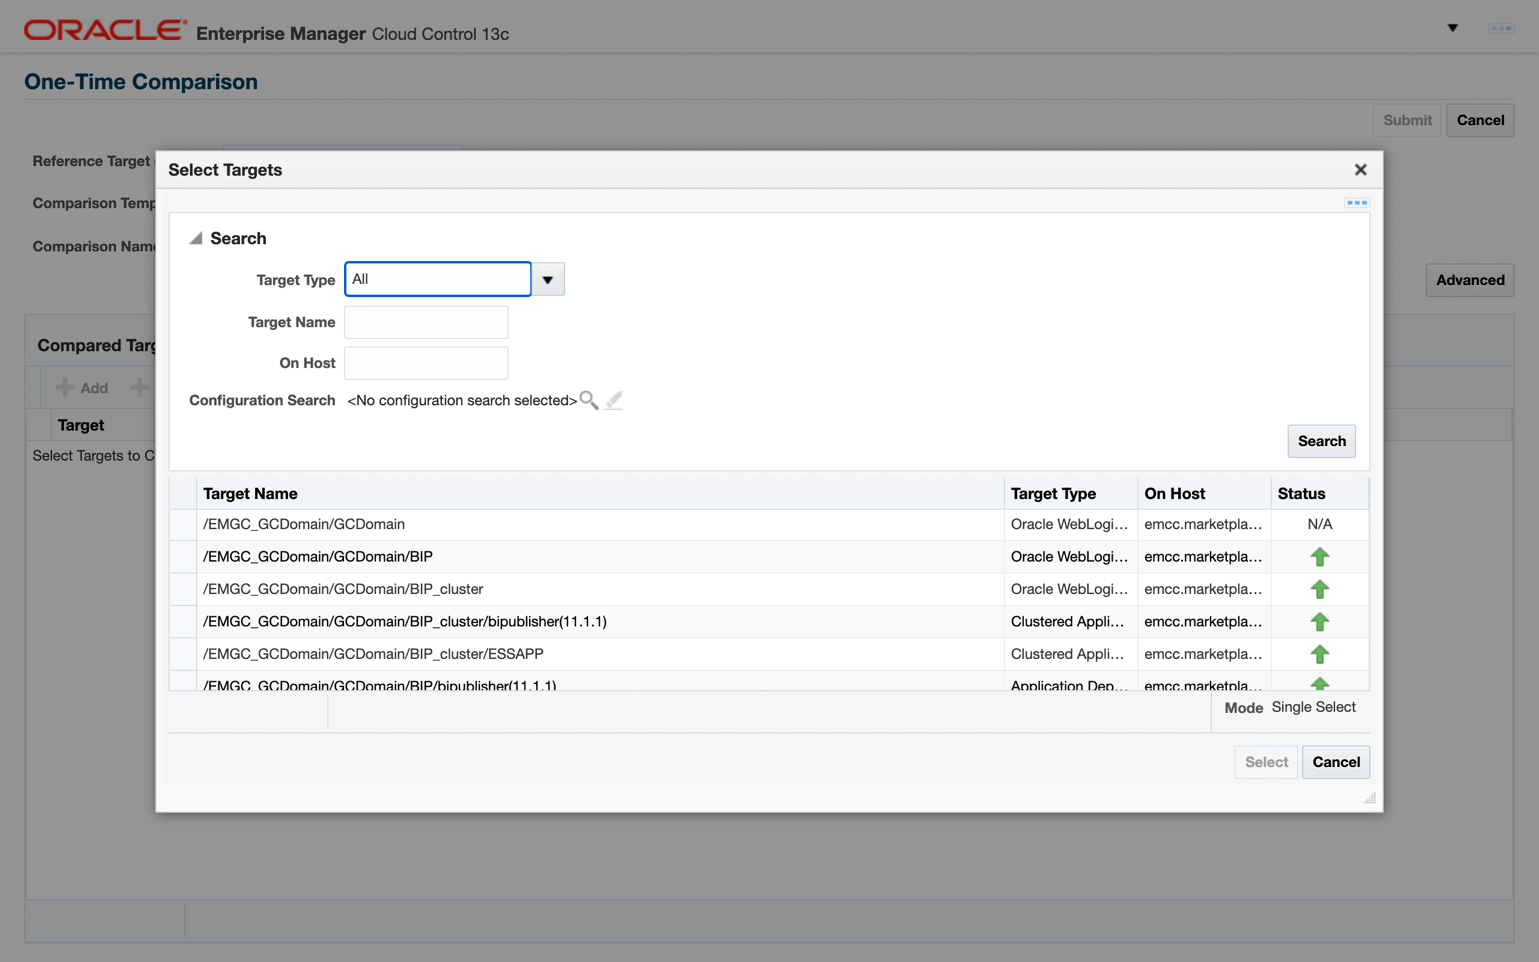 ORACLE® Enterprise Manager Cloud Control 13c
One-Time Comparison
Submit Cancel
Reference Target
Comparison Temp
Comparison Name
Advanced
Compared Targ
Add
Target
Select Targets to C
Select Targets
Search
Target Type All
Target Name
On Host
Configuration Search <No configuration search selected>
Search
Target Name Target Type On Host Status
/EMGC_GCDomain/GCDomain Oracle WebLogi... emcc.marketpla... N/A
/EMGC_GCDomain/GCDomain/BIP Oracle WebLogi... emcc.marketpla...
/EMGC_GCDomain/GCDomain/BIP_cluster Oracle WebLogi... emcc.marketpla...
/EMGC_GCDomain/GCDomain/BIP_cluster/bipublisher(11.1.1) Clustered Appli... emcc.marketpla...
/EMGC_GCDomain/GCDomain/BIP_cluster/ESSAPP Clustered Appli... emcc.marketpla...
/EMGC_GCDomain/GCDomain/BIP/bipublisher(11.1.1) Application Dep... emcc.marketpla...
Mode Single Select
Select Cancel